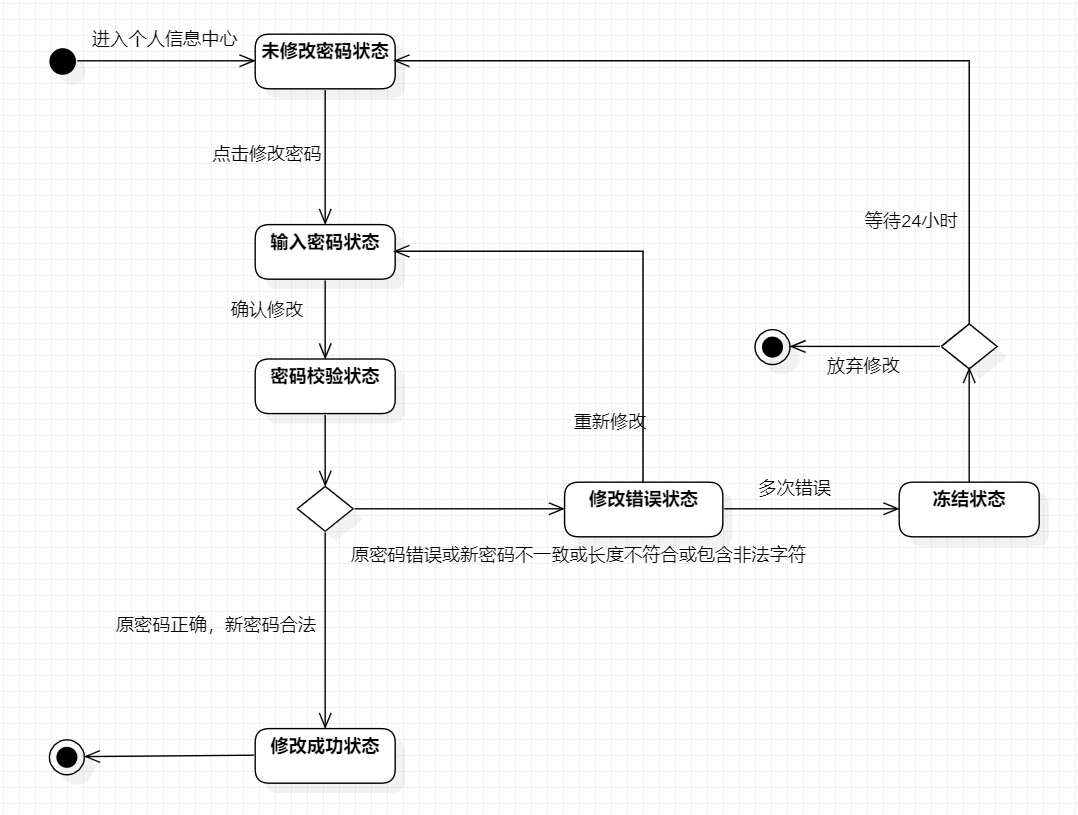 进入个人信息中心
未修改密码状态
点击修改密码
等待24小时
输入密码状态
确认修改
放弃修改
密码校验状态
重新修改
多次错误
修改错误状态
冻结状态
原密码错误或新密码不一致或长度不符合或包含非法字符
原密码正确，新密码合法
修改成功状态